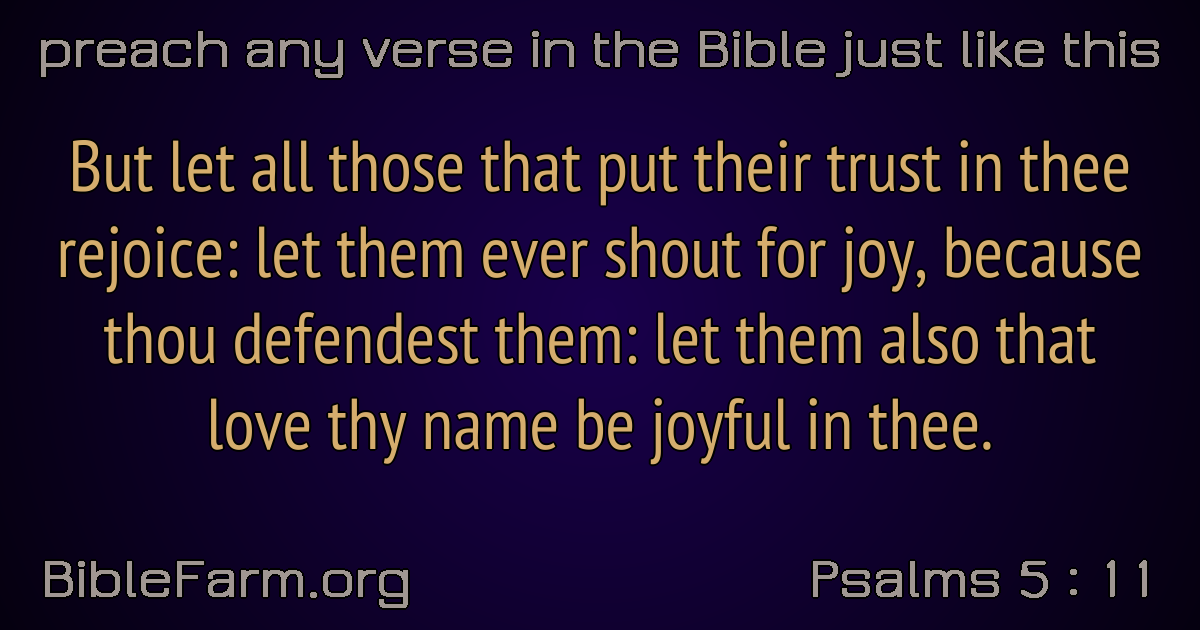 preach any verse in the Bible just like this
But let all those that put their trust in thee
rejoice: let them ever shout for joy, because
thou defendest them: let them also that
love thy name be joyful in thee.
BibleFarm.org
Psalms 5 : 11